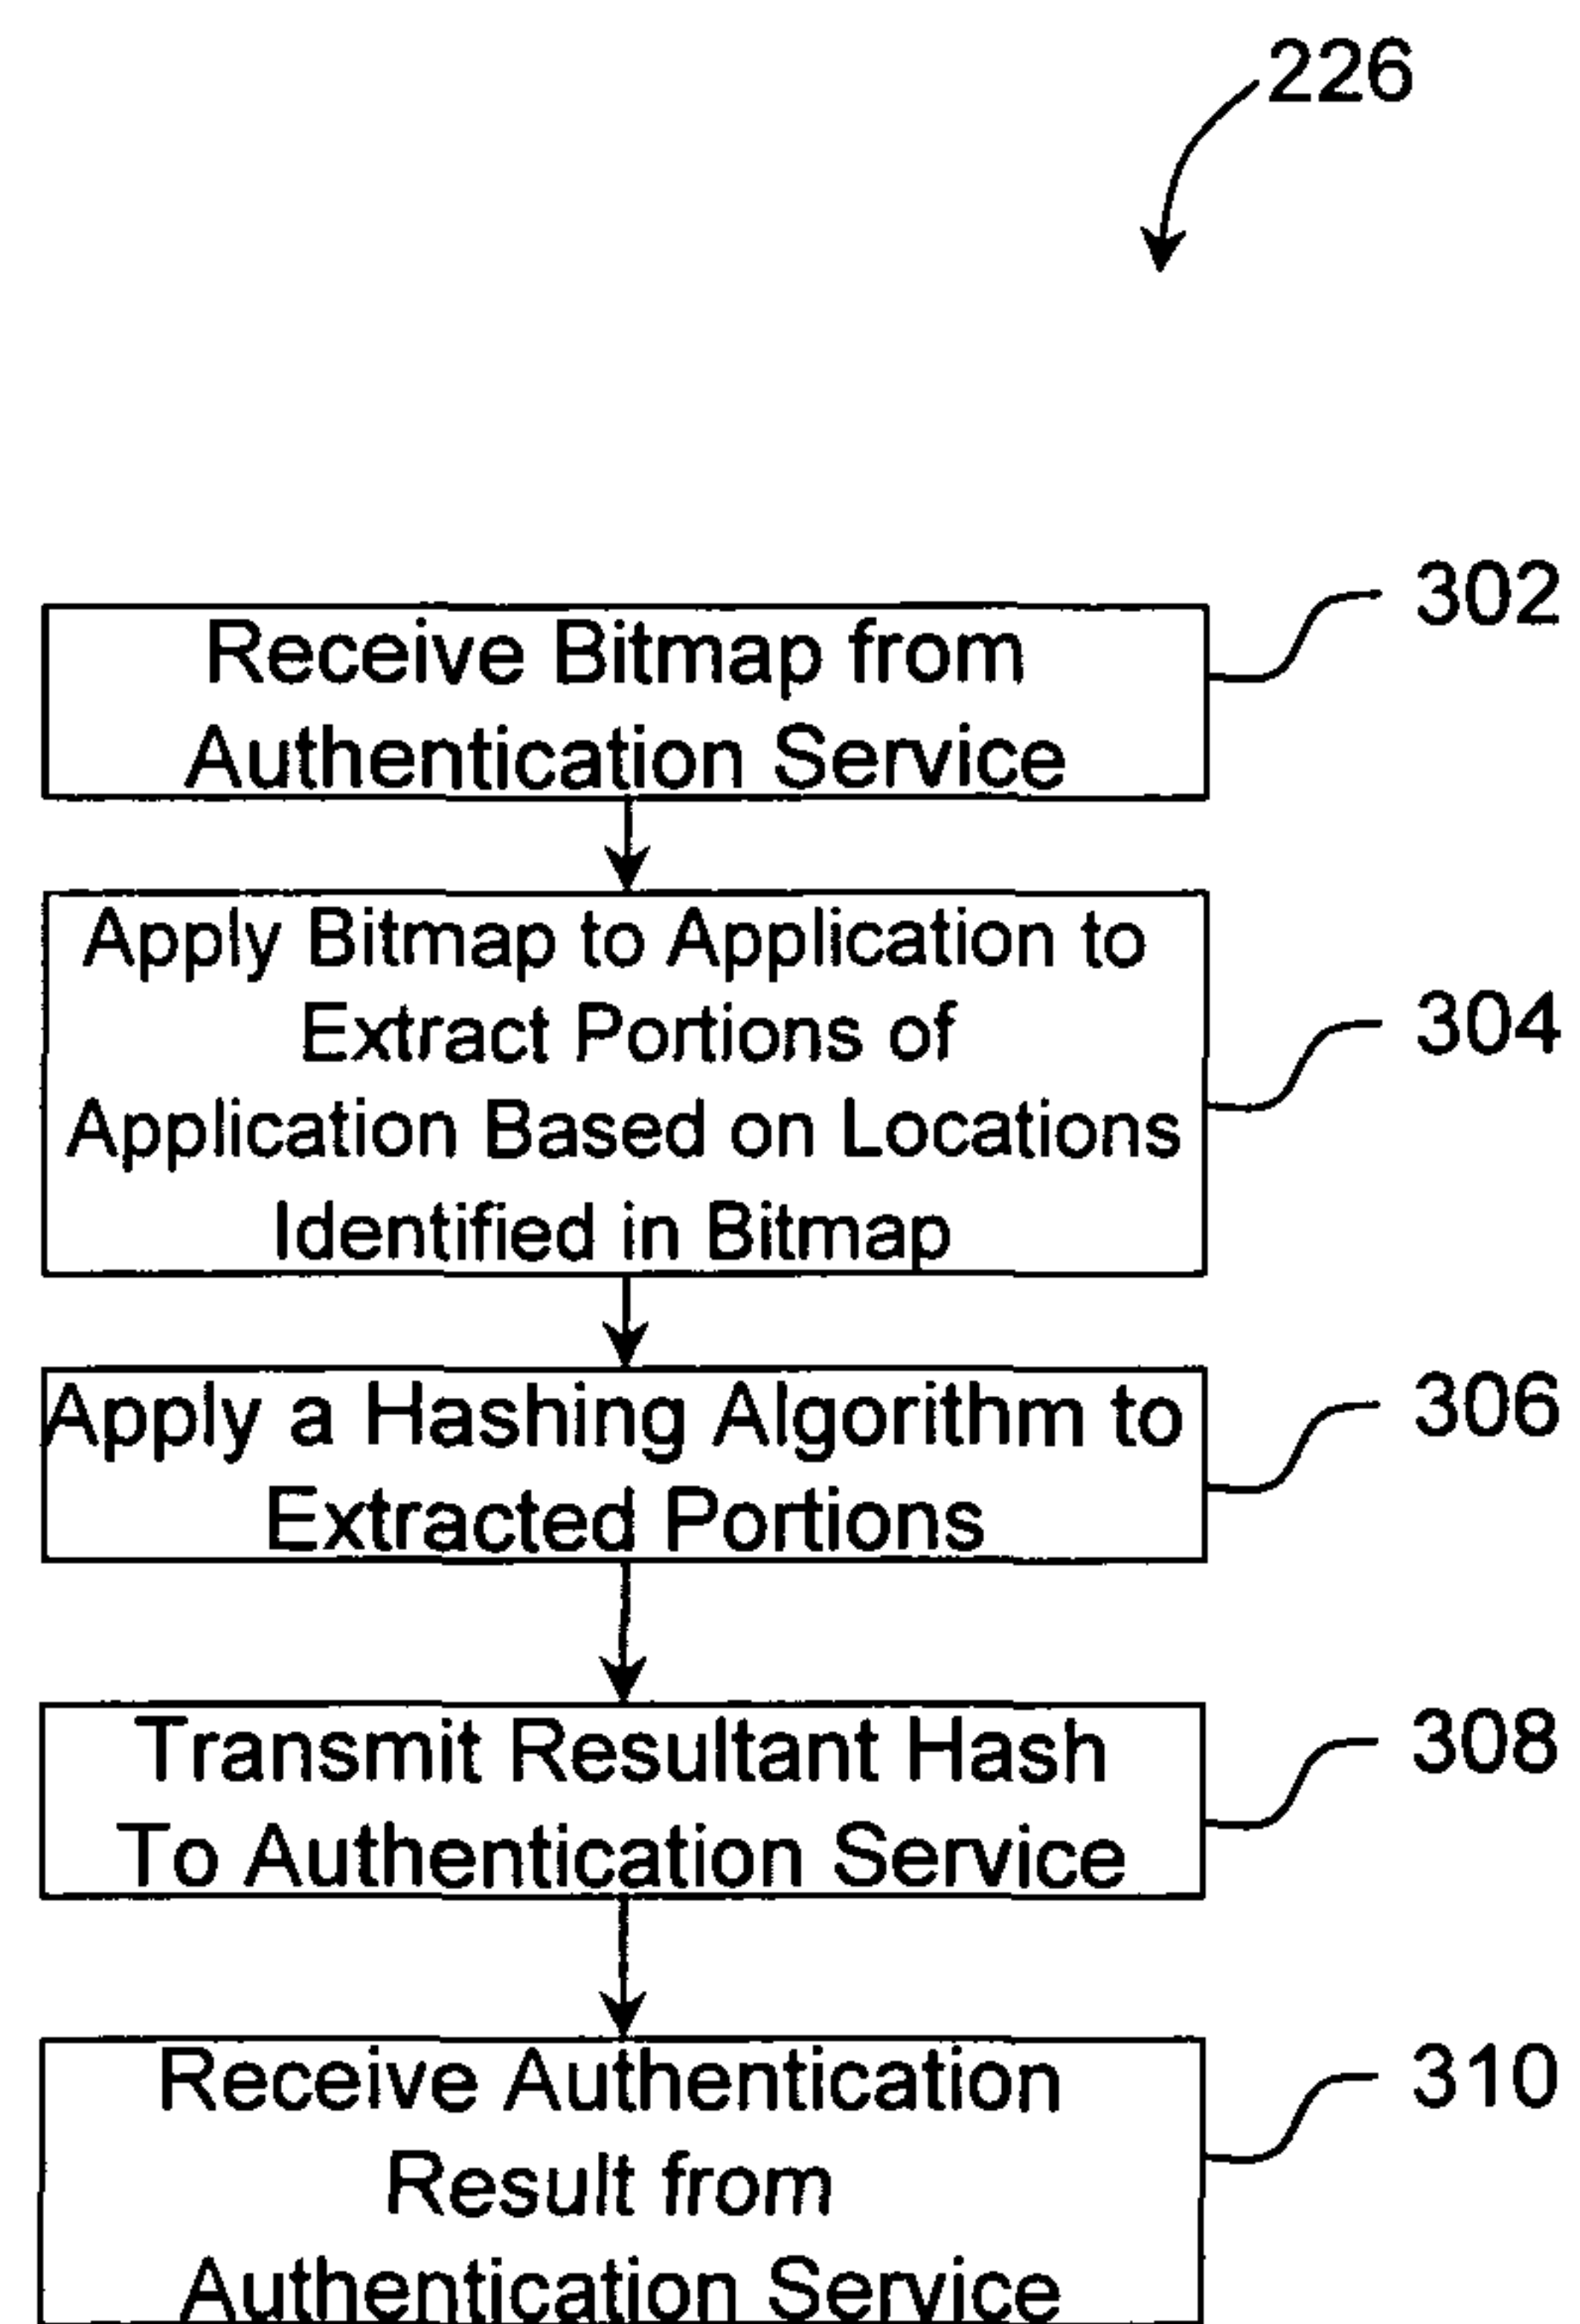 226
302
Receive Bitmap from
Authentication Service
Apply Bitmap to Application to
Extract Portions of
304
Application Based on Locations
Identified in Bitmap
306
Apply a Hashing Algorithm to
Extracted Portions
308
Transmit Resultant Hash
To Authentication Service
310
Receive Authentication
Result from
Authentication Service